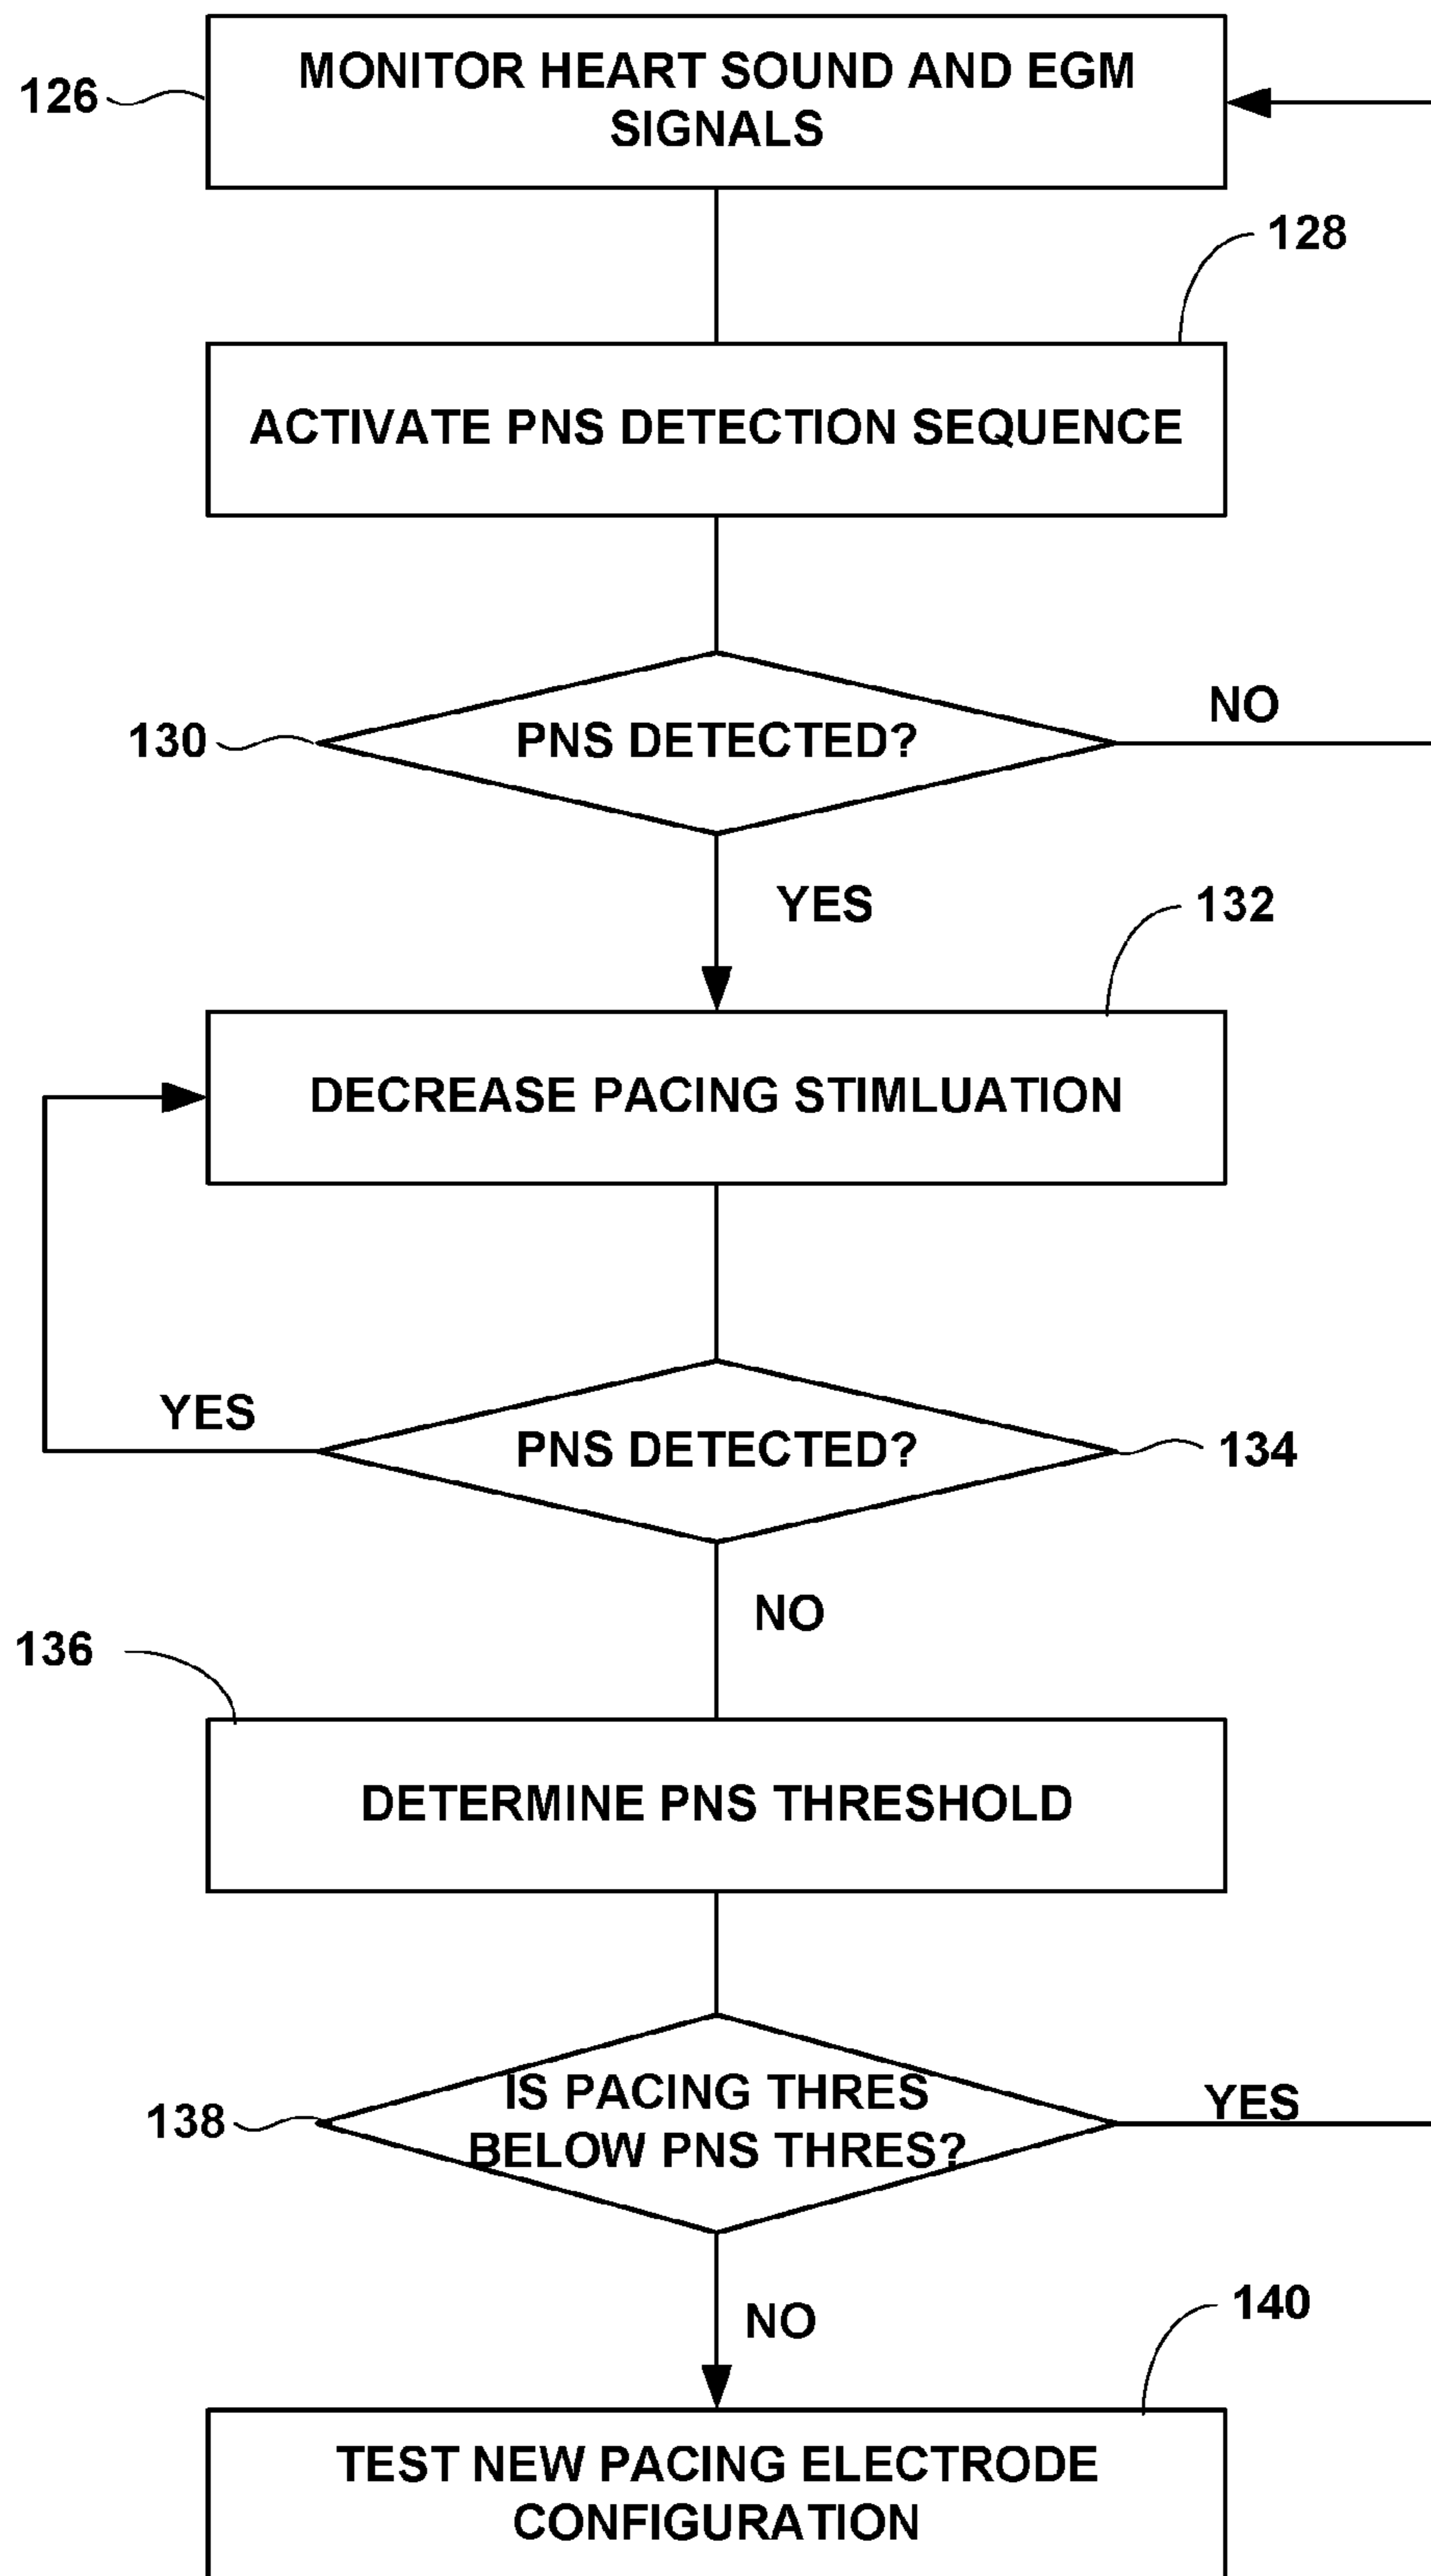 126
MONITOR HEART SOUND AND EGM
SIGNALS
128
ACTIVATE PNS DETECTION SEQUENCE
130
PNS DETECTED?
NO
YES
132
DECREASE PACING STIMLUATION
YES
PNS DETECTED?
134
NO
136
DETERMINE PNS THRESHOLD
138
IS PACING THRES
BELOW PNS THRES?
YES
NO
140
TEST NEW PACING ELECTRODE
CONFIGURATION